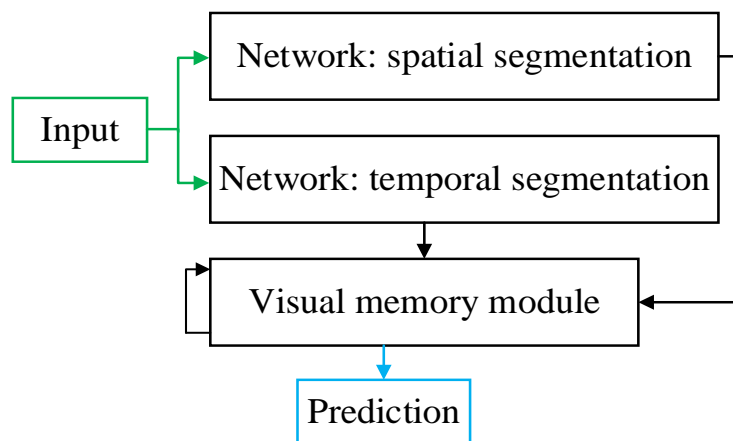 Network: spatial segmentation
Input
Network: temporal segmentation
Visual memory module
Prediction